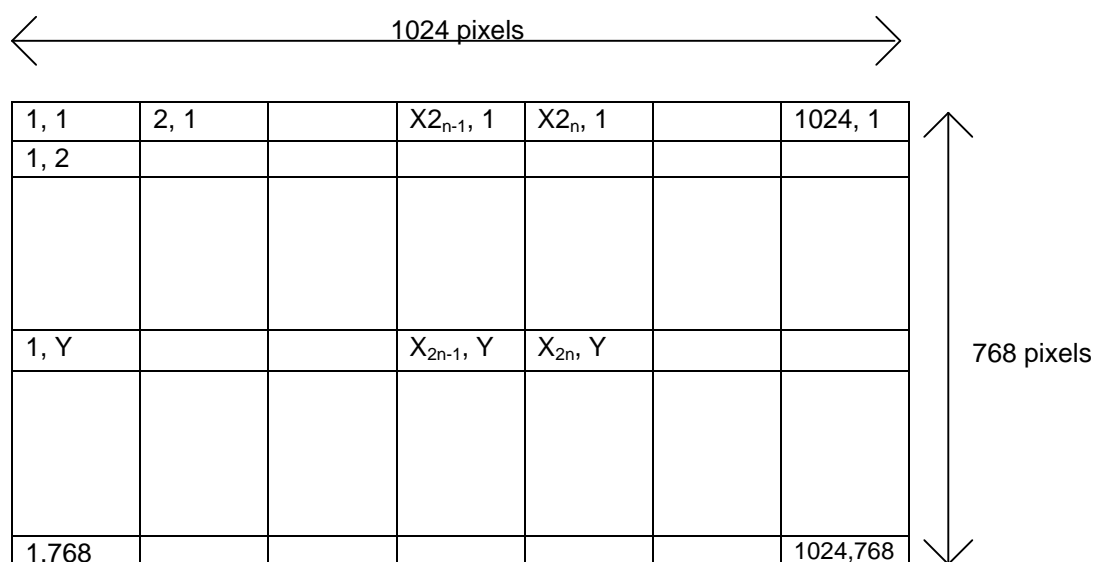 1024 pixels
1, 1 2, 1 X2ₙ₋₁, 1 X2ₙ, 1 1024, 1
1, 2
1, Y X₂ₙ₋₁, Y X₂ₙ, Y
768 pixels
1,768 1024,768